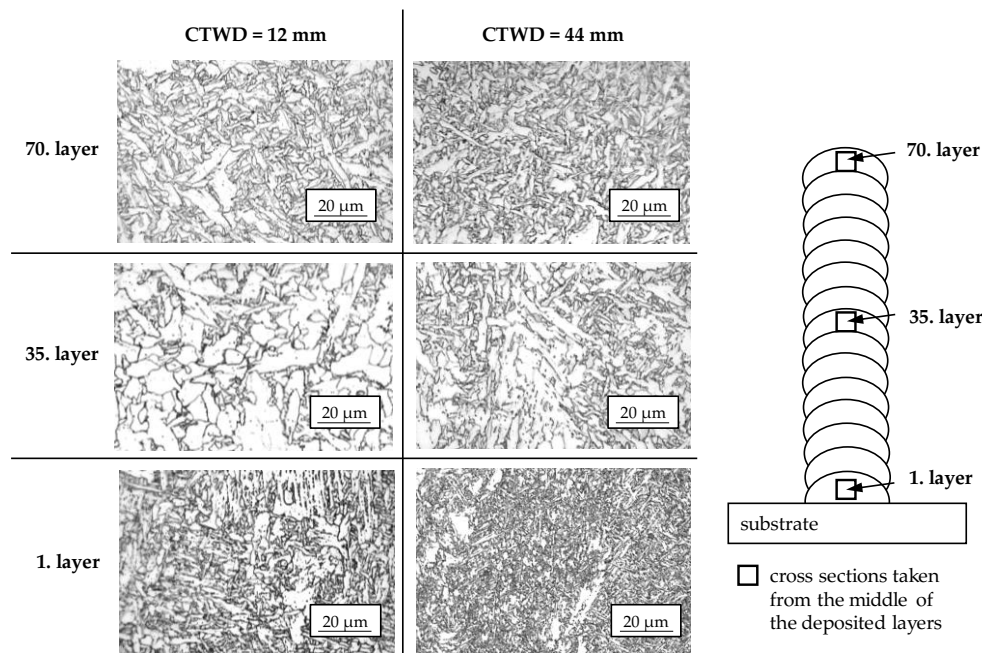 CTWD = 12 mm
CTWD = 44 mm
70. layer
20 µm
20 µm
35. layer
20 µm
20 µm
1. layer
20 µm
20 µm
70. layer
35. layer
1. layer
substrate
cross sections taken
from the middle of
the deposited layers